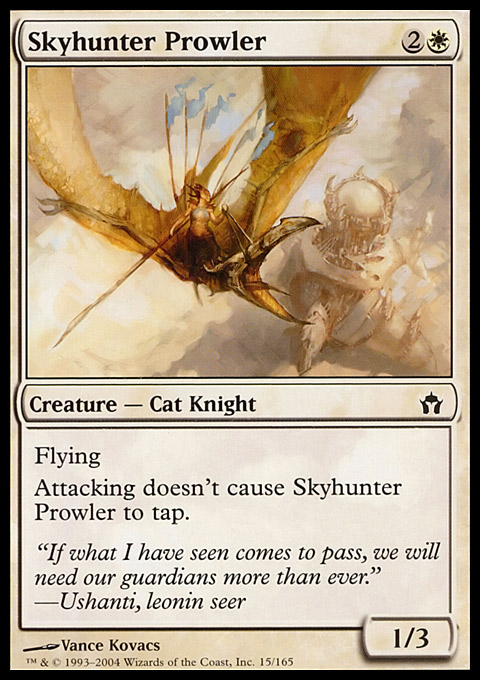 Skyhunter Prowler 2
Creature — Cat Knight
Flying
Attacking doesn't cause Skyhunter
Prowler to tap.
"If what I have seen comes to pass, we will
need our guardians more than ever."
—Ushanti, leonin seer
1/3
Vance Kovacs
™ & © 1993–2004 Wizards of the Coast, Inc. 15/165